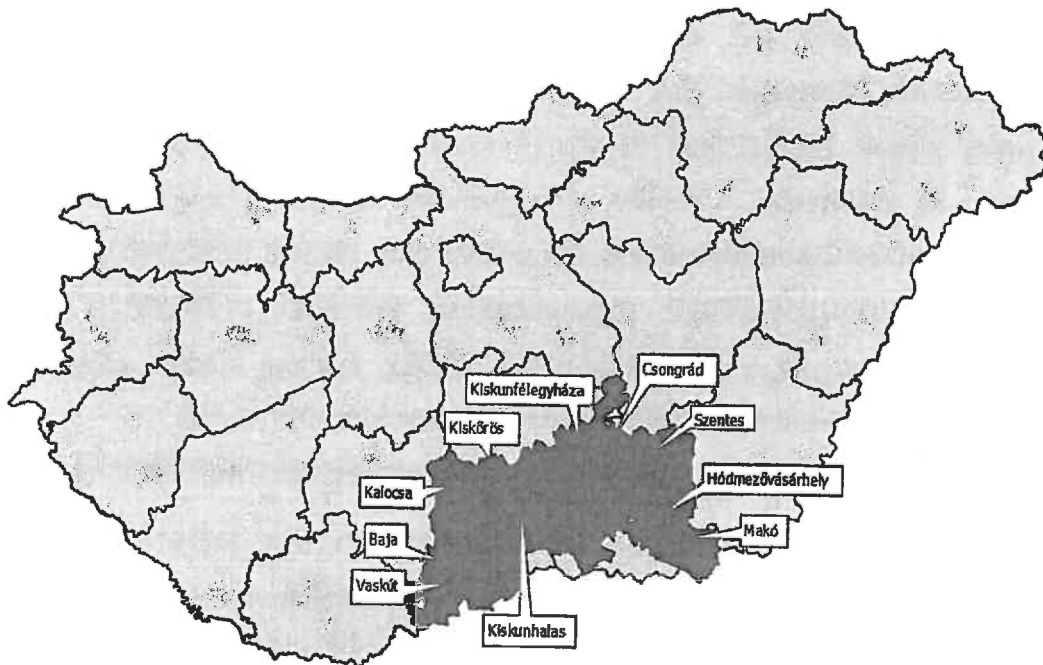 Csongrád
Kiskunfélegyháza
Szentes
Kiskőrös
Hódmezővásárhely
Kalocsa
Makó
Baja
Vaskút
Kiskunhalas